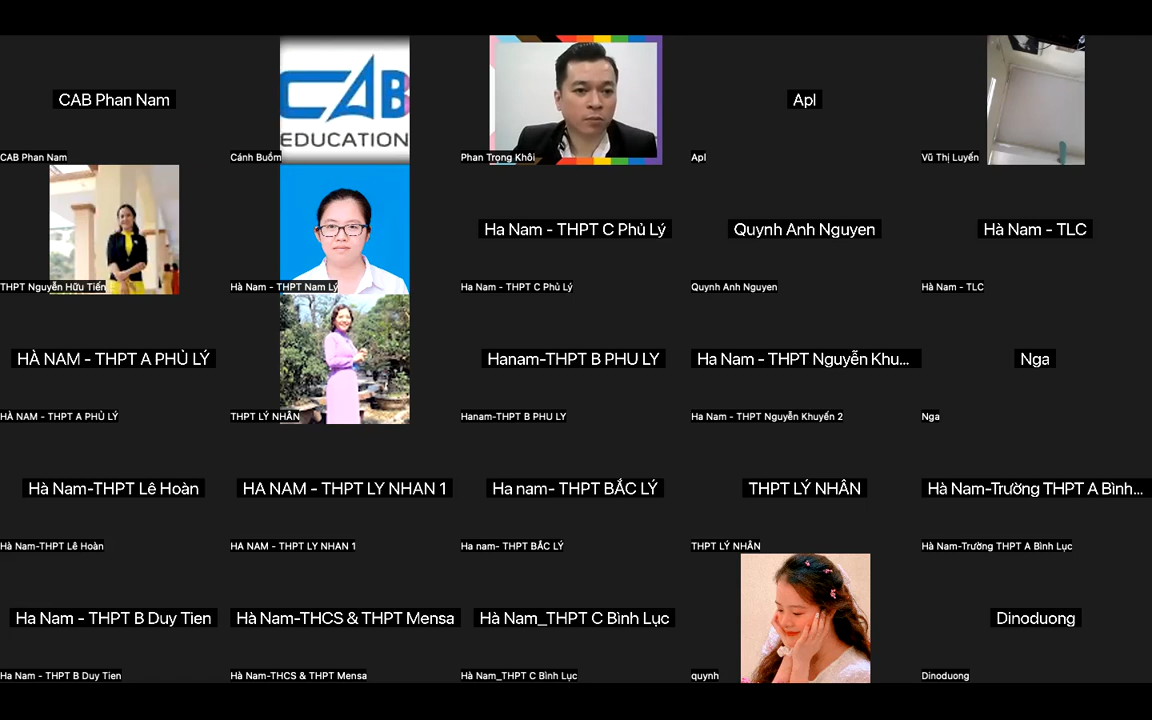 CAB Phan Nam
CAB Phan Nam
CAB
EDUCATION
Cánh Buồm
Phan Trọng Khôi
Apl
Apl
Vũ Thị Luyến
THPT Nguyễn Hữu Tiến
Hà Nam - THPT Nam Lý
Ha Nam - THPT C Phủ Lý
Ha Nam - THPT C Phủ Lý
Quynh Anh Nguyen
Quynh Anh Nguyen
Hà Nam - TLC
Hà Nam - TLC
HÀ NAM - THPT A PHỦ LÝ
HÀ NAM - THPT A PHỦ LÝ
THPT LÝ NHÂN
Hanam-THPT B PHU LY
Hanam-THPT B PHU LY
Ha Nam - THPT Nguyễn Khu...
Ha Nam - THPT Nguyễn Khuyến 2
Nga
Nga
Hà Nam-THPT Lê Hoàn
Hà Nam-THPT Lê Hoàn
HA NAM - THPT LY NHAN 1
HA NAM - THPT LY NHAN 1
Ha nam- THPT BẮC LÝ
Ha nam- THPT BẮC LÝ
THPT LÝ NHÂN
THPT LÝ NHÂN
Hà Nam-Trường THPT A Bình...
Hà Nam-Trường THPT A Bình Lục
Ha Nam - THPT B Duy Tien
Ha Nam - THPT B Duy Tien
Hà Nam-THCS & THPT Mensa
Hà Nam-THCS & THPT Mensa
Hà Nam_THPT C Bình Lục
Hà Nam_THPT C Bình Lục
quynh
Dinoduong
Dinoduong